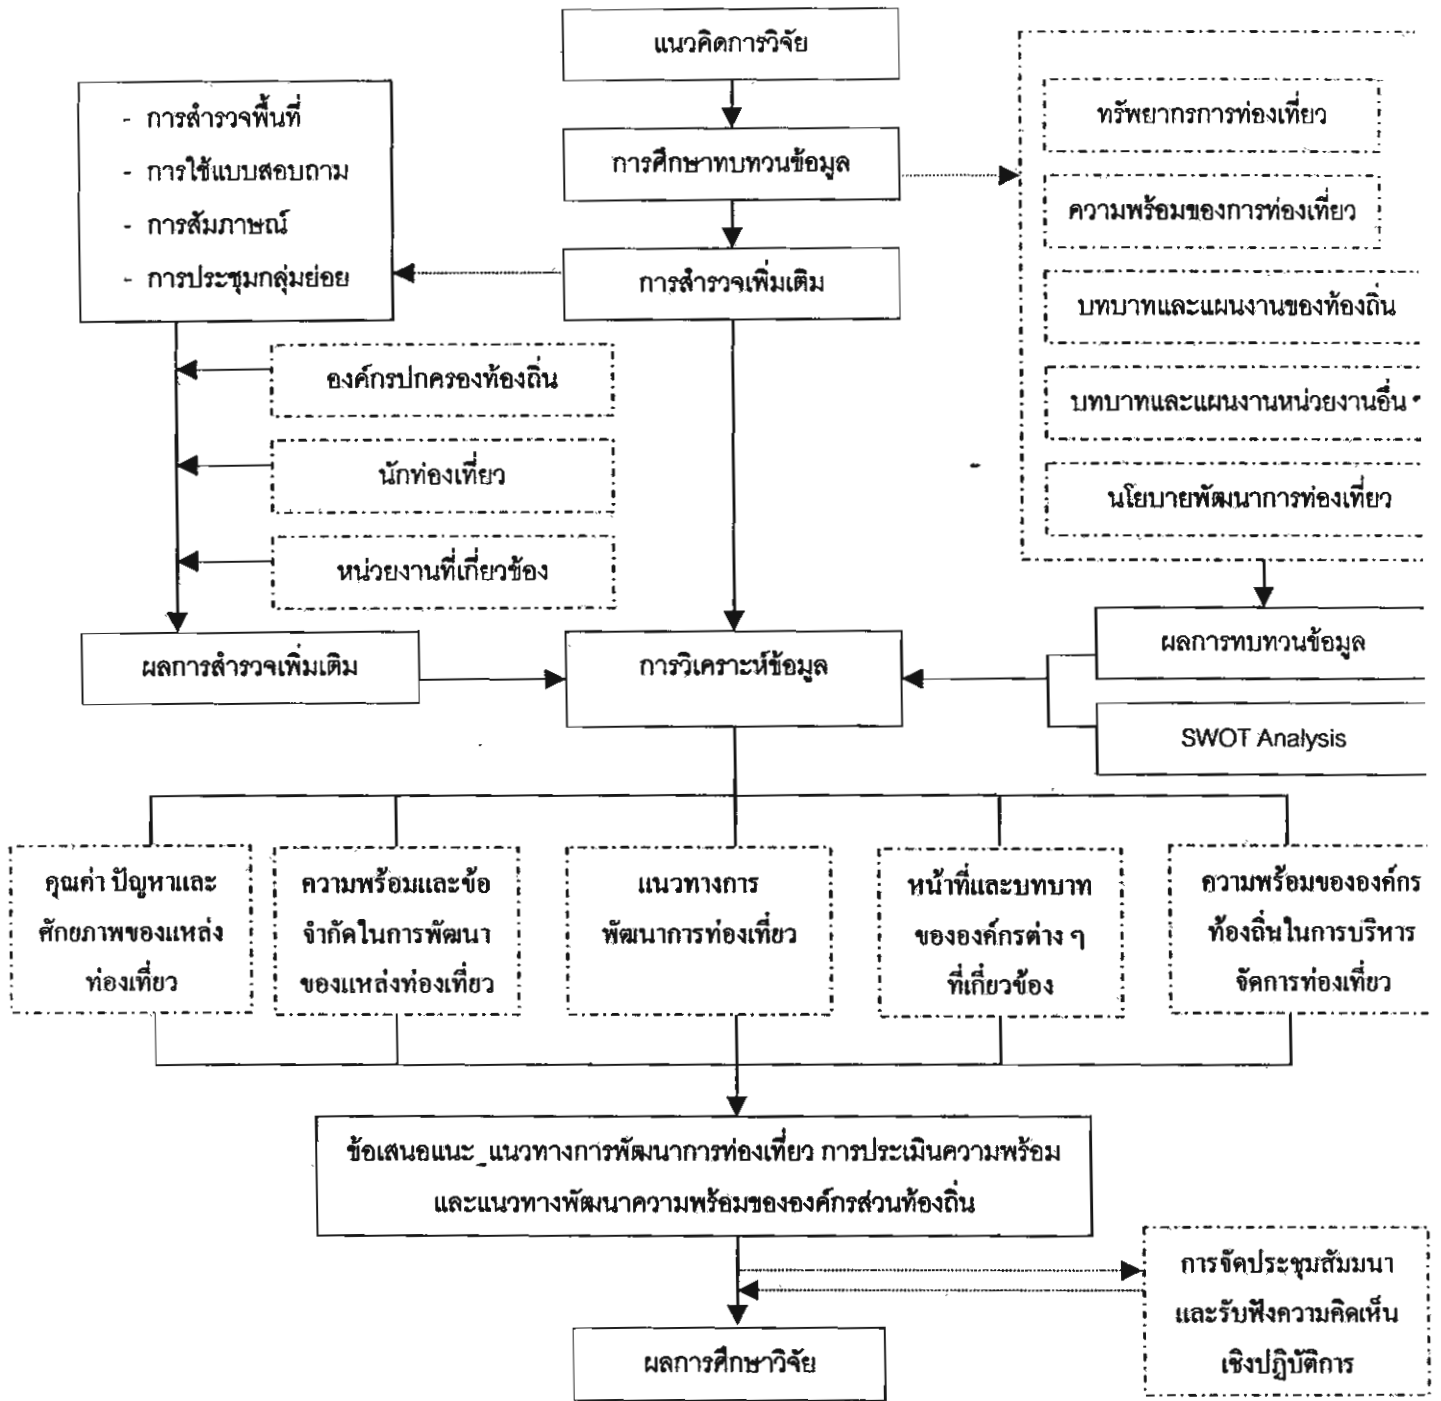 แนวคิดการวิจัย
- การสำรวจพื้นที่
- การใช้แบบสอบถาม
- การสัมภาษณ์
- การประชุมกลุ่มย่อย
การศึกษาทบทวนข้อมูล
การสำรวจเพิ่มเติม
ทรัพยากรการท่องเที่ยว
ความพร้อมของการท่องเที่ยว
บทบาทและแผนงานของท้องถิ่น
บทบาทและแผนงานหน่วยงานอื่น ๆ
นโยบายพัฒนาการท่องเที่ยว
องค์กรปกครองท้องถิ่น
นักท่องเที่ยว
หน่วยงานที่เกี่ยวข้อง
ผลการสำรวจเพิ่มเติม
การวิเคราะห์ข้อมูล
ผลการทบทวนข้อมูล
SWOT Analysis
คุณค่า ปัญหาและ
ศักยภาพของแหล่ง
ท่องเที่ยว
ความพร้อมและข้อ
จำกัดในการพัฒนา
ของแหล่งท่องเที่ยว
แนวทางการ
พัฒนาการท่องเที่ยว
หน้าที่และบทบาท
ขององค์กรต่าง ๆ
ที่เกี่ยวข้อง
ความพร้อมขององค์กร
ท้องถิ่นในการบริหาร
จัดการท่องเที่ยว
ข้อเสนอแนะ แนวทางการพัฒนาการท่องเที่ยว การประเมินความพร้อม
และแนวทางพัฒนาความพร้อมขององค์กรส่วนท้องถิ่น
การจัดประชุมสัมมนา
และรับฟังความคิดเห็น
เชิงปฏิบัติการ
ผลการศึกษาวิจัย